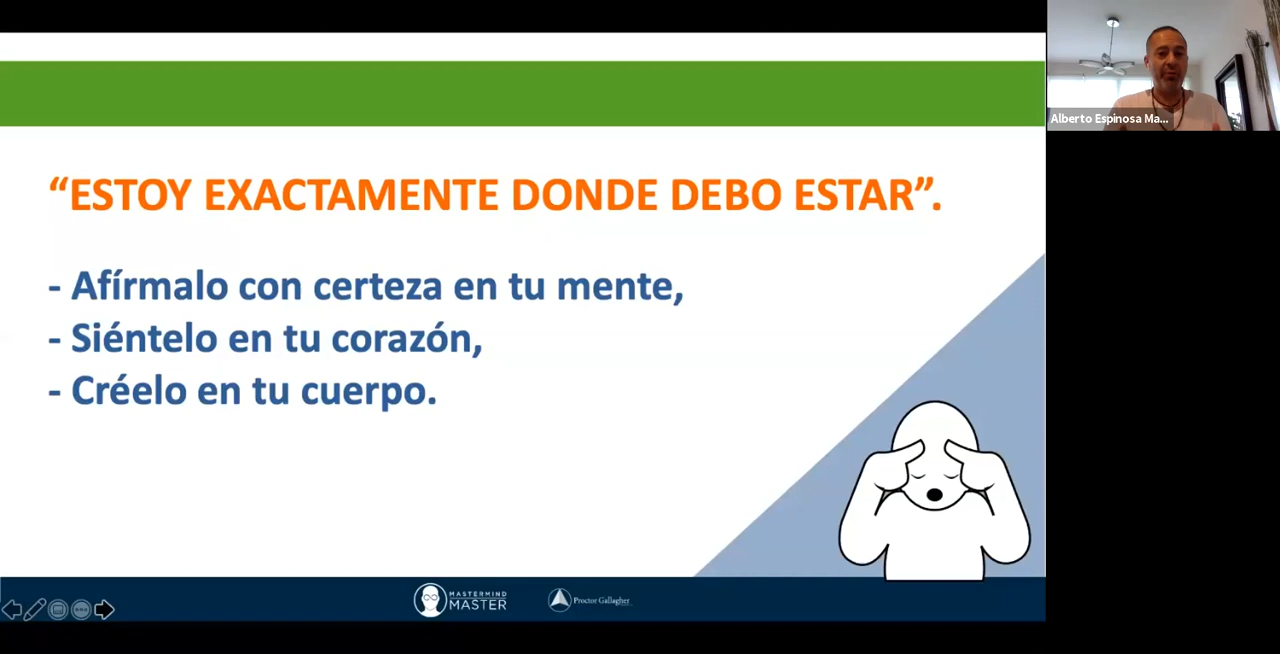 Alberto Espinosa Ma...
“ESTOY EXACTAMENTE DONDE DEBO ESTAR”.
- Afírmalo con certeza en tu mente,
- Siéntelo en tu corazón,
- Créelo en tu cuerpo.
MASTERMIND
MASTER
Proctor Gallagher